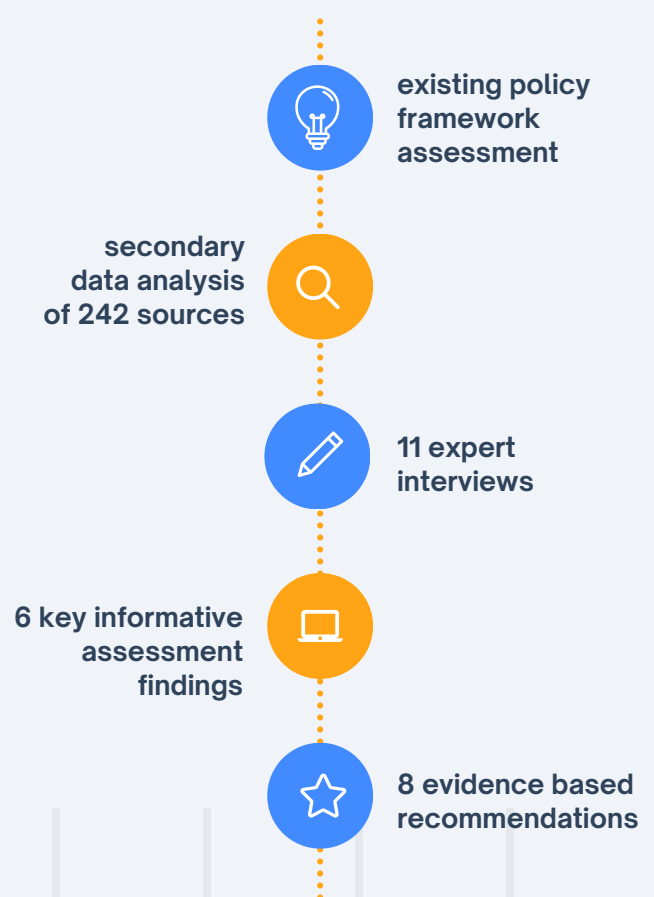 existing policy
framework
assessment
secondary
data analysis
of 242 sources
11 expert
interviews
6 key informative
assessment
findings
8 evidence based
recommendations